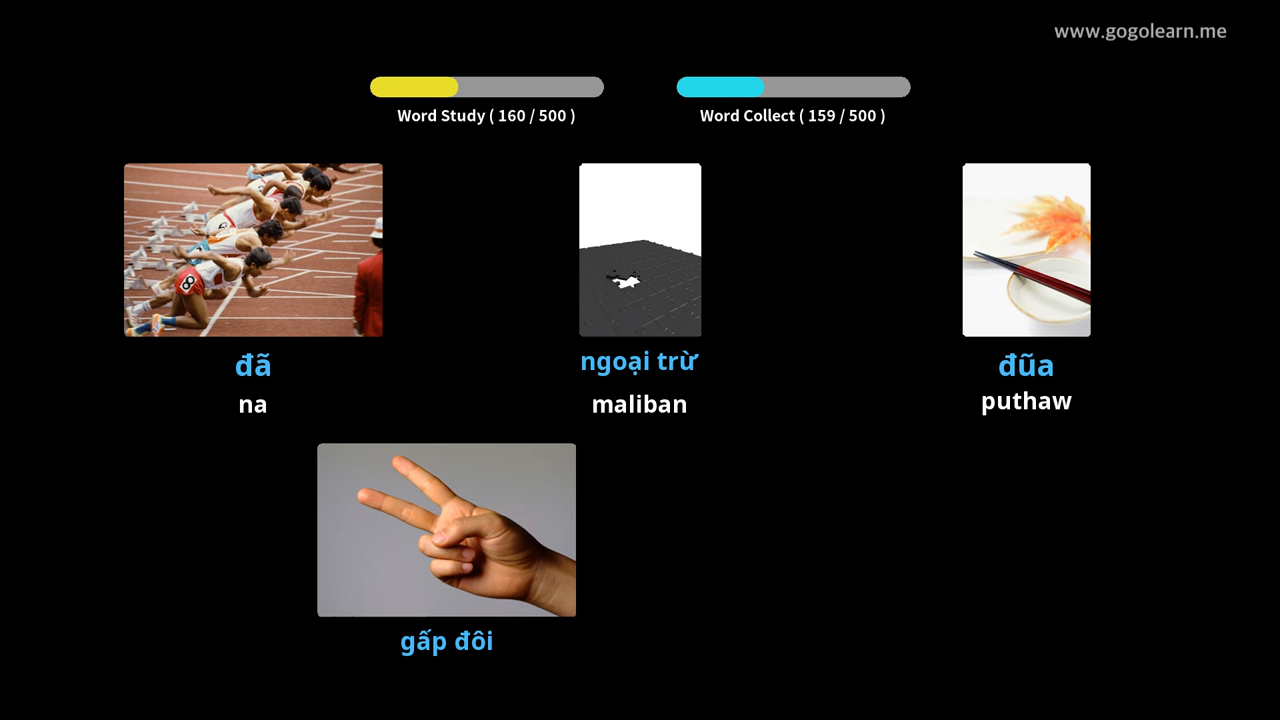 www.gogolearn.me
Word Study ( 160 / 500 )
Word Collect ( 159 / 500 )
đã
ngoại trừ
đũa
na
maliban
puthaw
gấp đôi